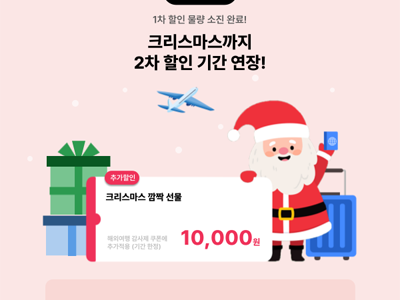 1차 할인 물량 소진 완료!
크리스마스까지
2차 할인 기간 연장!
추가할인
크리스마스 깜짝 선물
해외여행 감사제 쿠폰에
추가적용 (기간 한정)
10,000원